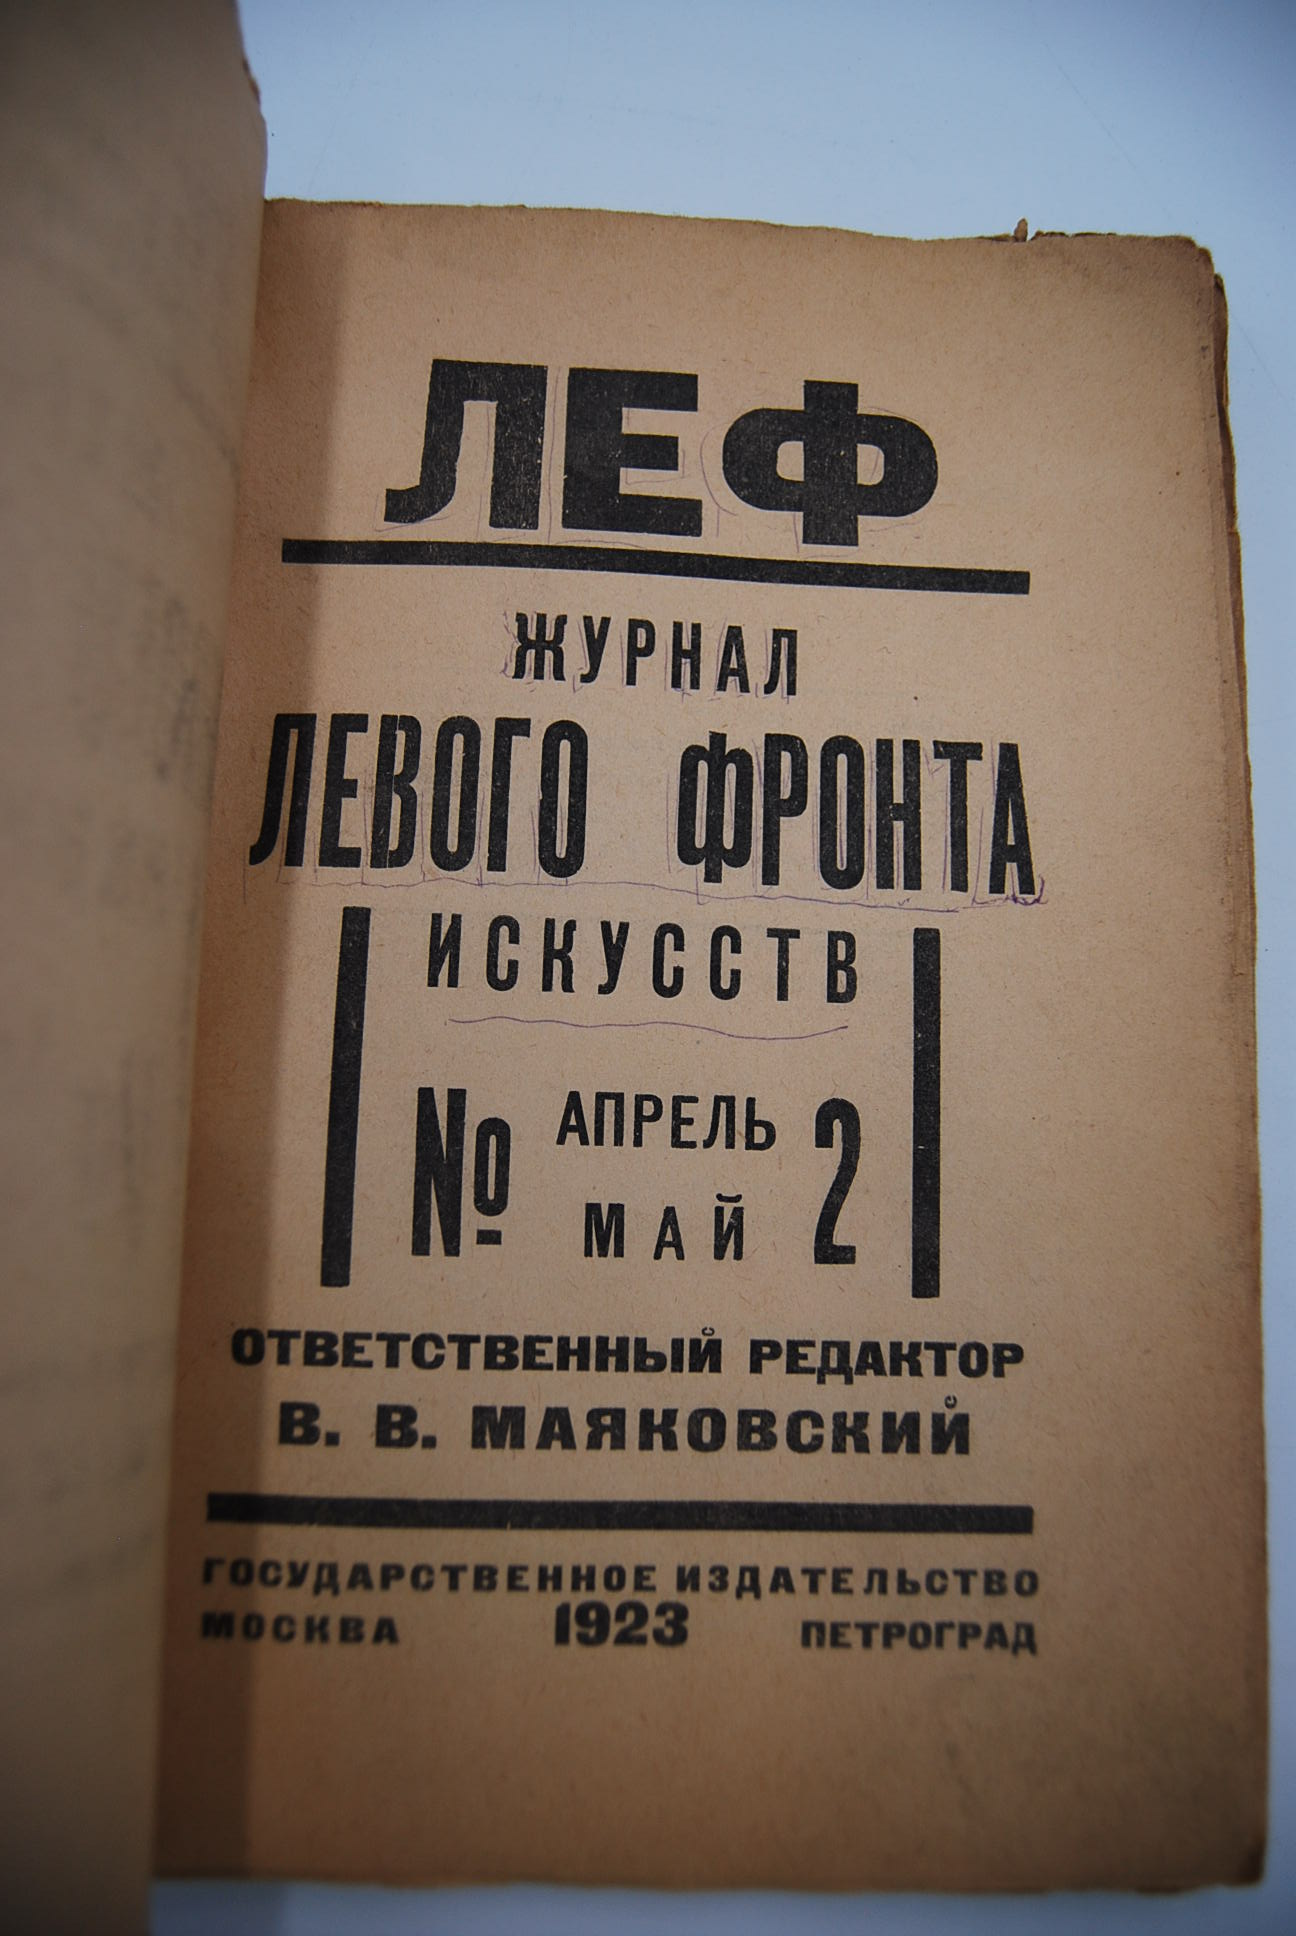 ЛЕФ
ЖУРНАЛ
ЛЕВОГО ФРОНТА
ИСКУССТВ
№ АПРЕЛЬ МАЙ 2
ОТВЕТСТВЕННЫЙ РЕДАКТОР
В. В. МАЯКОВСКИЙ
ГОСУДАРСТВЕННОЕ ИЗДАТЕЛЬСТВО
МОСКВА 1923 ПЕТРОГРАД